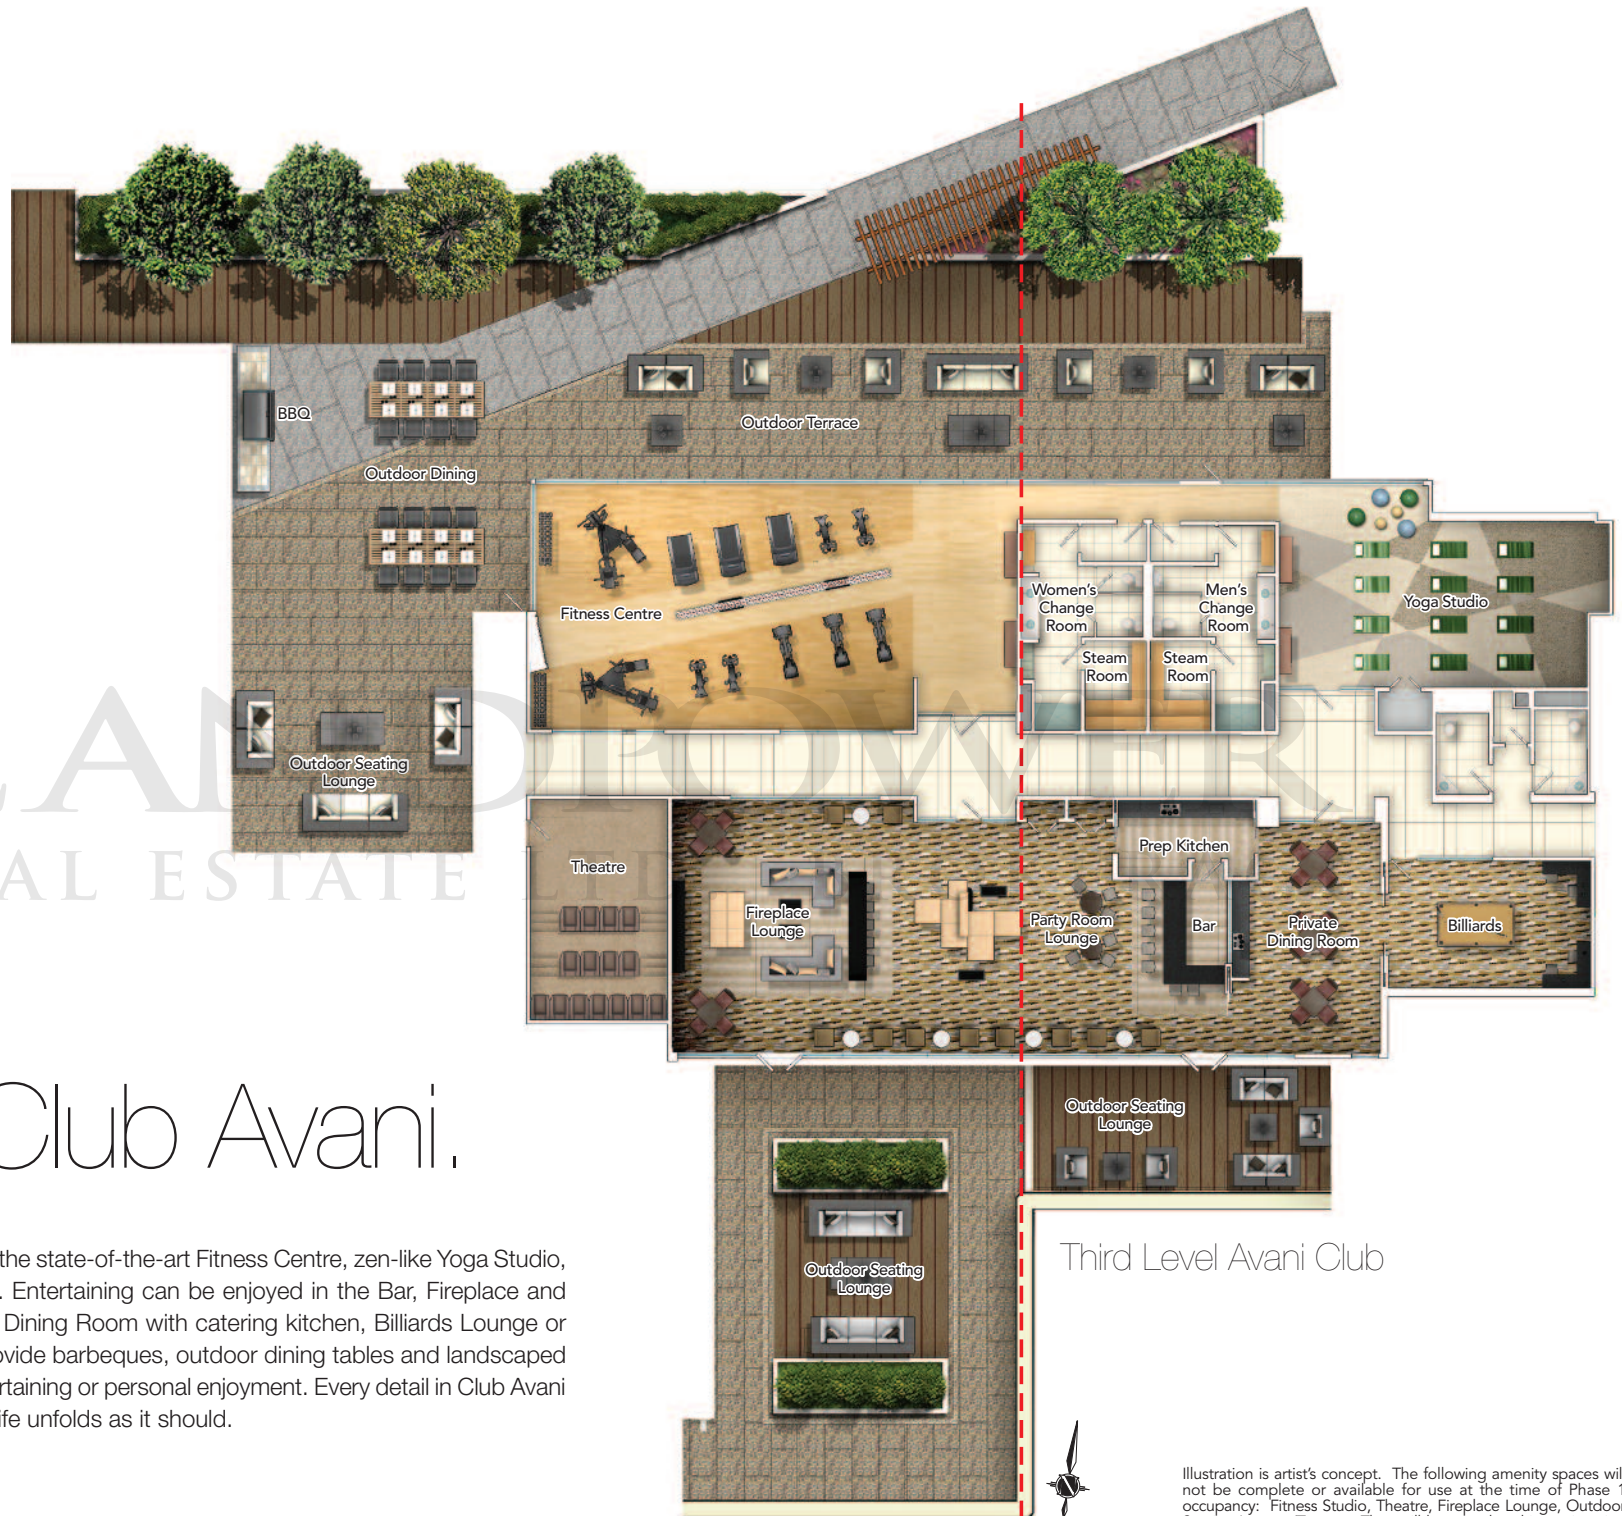 BBQ
Outdoor Terrace
Outdoor Dining
Fitness Centre
Women's
Change
Room
Men's
Change
Room
Yoga Studio
Steam
Room
Steam
Room
LANDPOWER
Outdoor Seating
Lounge
Theatre
Prep Kitchen
AL ESTATE LTD
Fireplace
Lounge
Party Room
Lounge
Bar
Private
Dining Room
Billiards
Club Avani.
Outdoor Seating
Lounge
the state-of-the-art Fitness Centre, zen-like Yoga Studio,
. Entertaining can be enjoyed in the Bar, Fireplace and
Dining Room with catering kitchen, Billiards Lounge or
ovide barbeques, outdoor dining tables and landscaped
rtaining or personal enjoyment. Every detail in Club Avani
ife unfolds as it should.
Outdoor Seating
Lounge
Third Level Avani Club
N
Illustration is artist's concept. The following amenity spaces wil
not be complete or available for use at the time of Phase 1
occupancy: Fitness Studio, Theatre, Fireplace Lounge, Outdoor